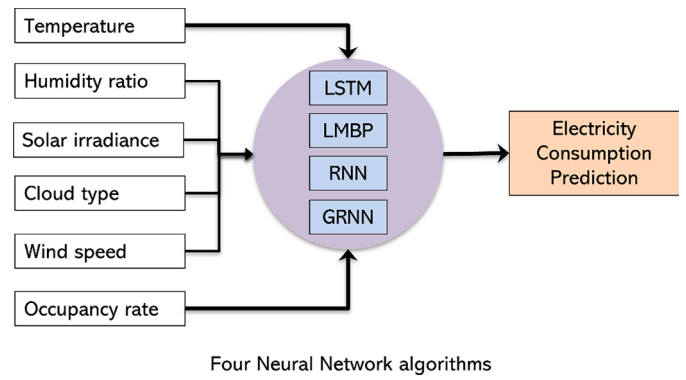 Temperature
Humidity ratio
Solar irradiance
Cloud type
Wind speed
Occupancy rate
LSTM
LMBP
RNN
GRNN
Electricity
Consumption
Prediction
Four Neural Network algorithms